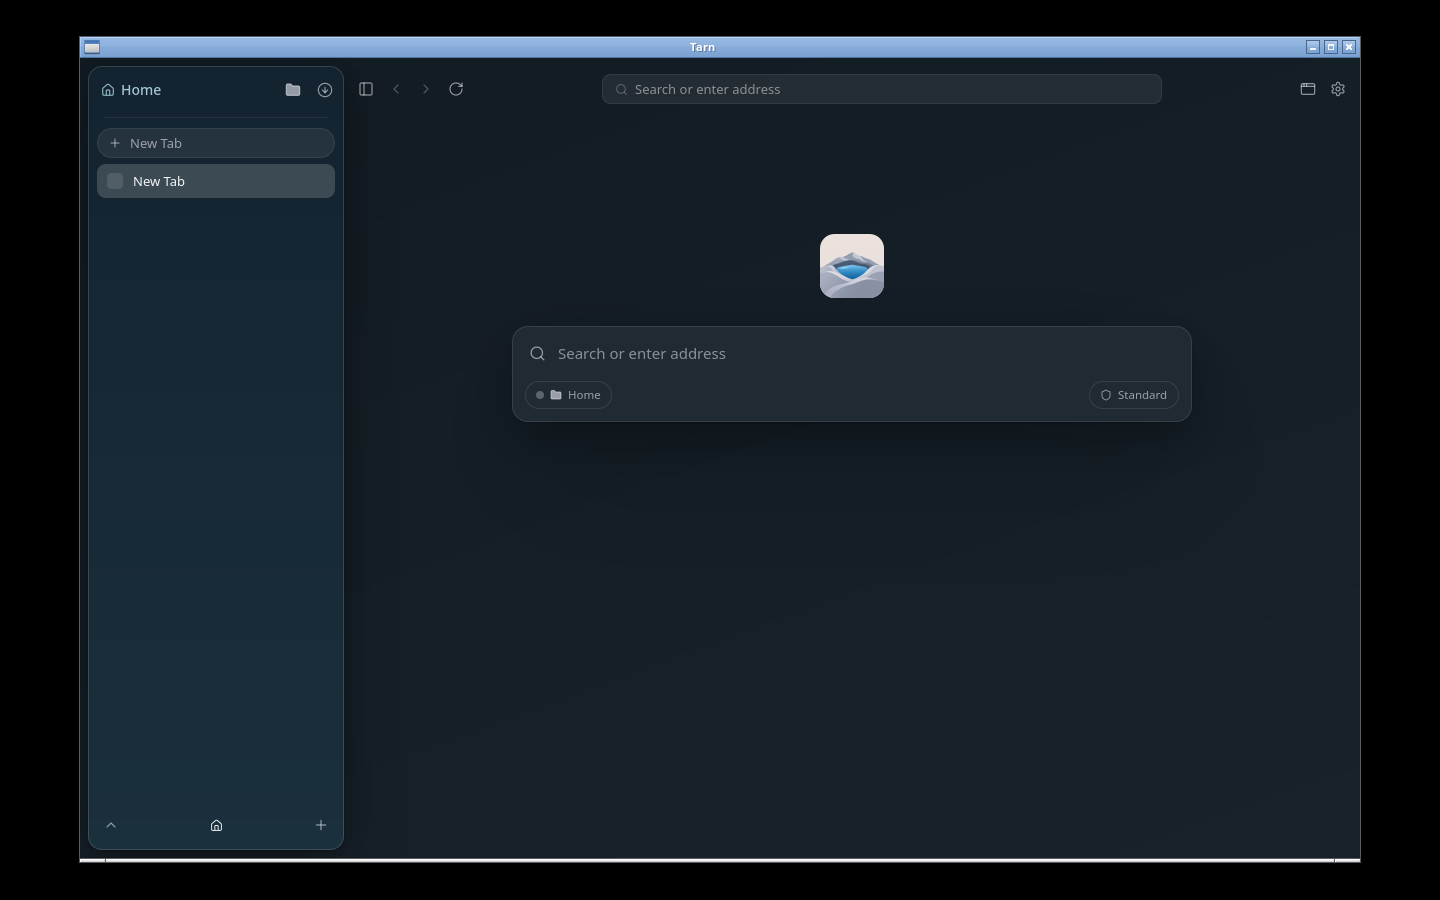 Tarn
Home
Search or enter address
New Tab
New Tab
Search or enter address
Home
Standard